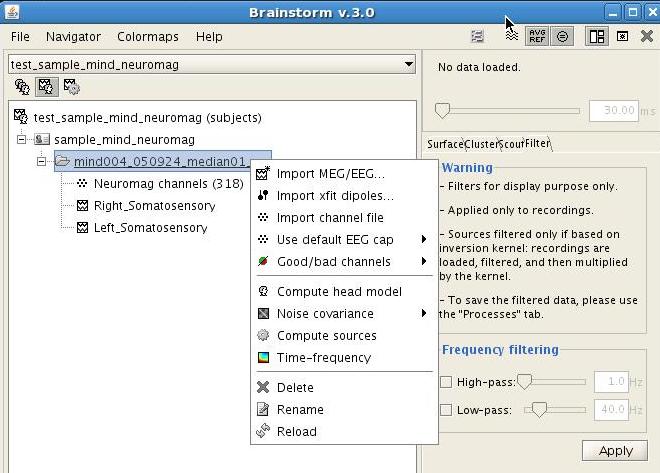 Brainstorm v.3.0
File Navigator Colormaps Help
AVG
REF
test_sample_mind_neuromag
No data loaded.
30.00 ms
test_sample_mind_neuromag (subjects)
sample_mind_neuromag
mind004_050924_median01_
Neuromag channels (318)
Right_Somatosensory
Left_Somatosensory
Import MEG/EEG...
Import xfit dipoles...
Import channel file
Use default EEG cap
Good/bad channels
Compute head model
Noise covariance
Compute sources
Time-frequency
Delete
Rename
Reload
Surface Cluster Scout Filter
Warning
- Filters for display purpose only.
- Applied only to recordings.
- Sources filtered only if based on
inversion kernel: recordings are
loaded, filtered, and then multiplied
by the kernel.
- To save the filtered data, please use
the "Processes" tab.
Frequency filtering
High-pass: 1.0 Hz
Low-pass: 40.0 Hz
Apply